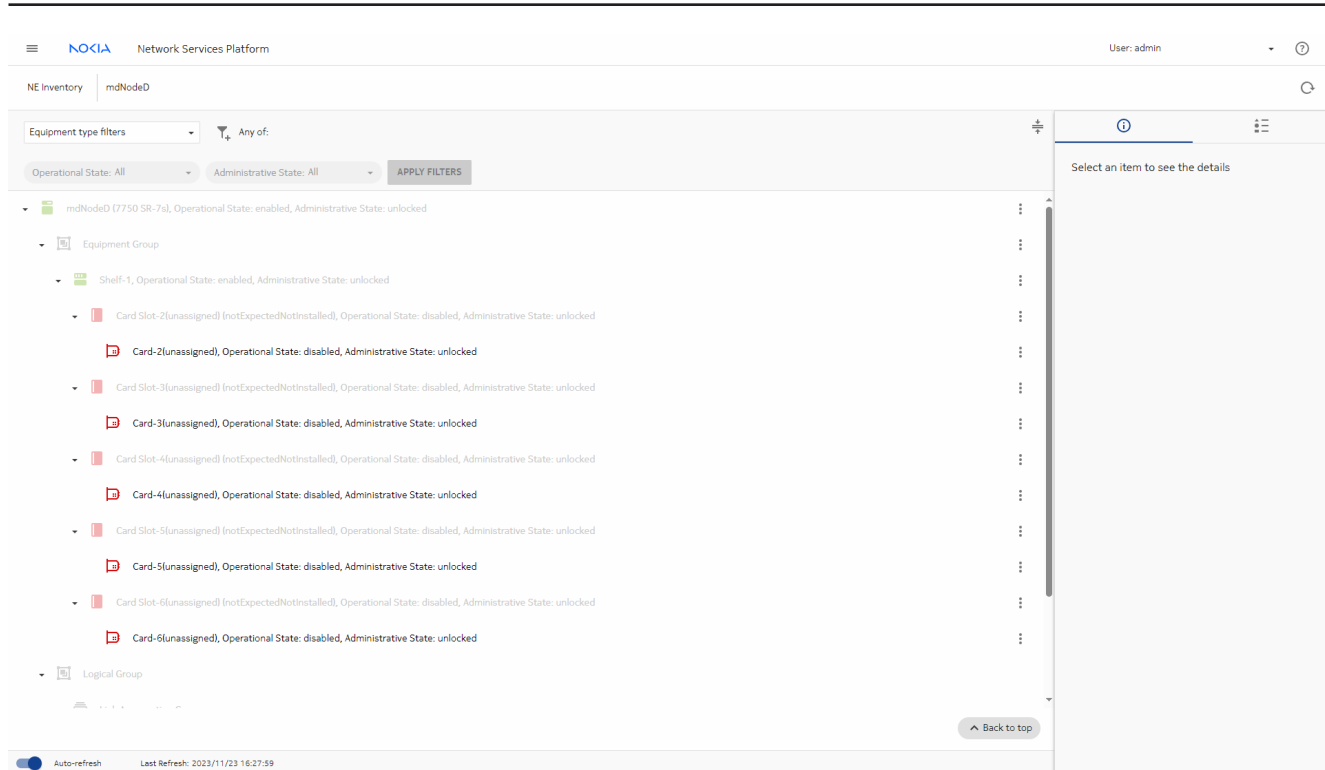 NOKIA Network Services Platform User: admin
NE Inventory mdNodeD
Equipment type filters Any of:
Operational State: All Administrative State: All APPLY FILTERS
Select an item to see the details
mdNodeD (7750 SR-7s), Operational State: enabled, Administrative State: unlocked
Equipment Group
Shelf-1, Operational State: enabled, Administrative State: unlocked
Card Slot-2(unassigned) (notExpectedNotInstalled), Operational State: disabled, Administrative State: unlocked
Card-2(unassigned), Operational State: disabled, Administrative State: unlocked
Card Slot-3(unassigned) (notExpectedNotInstalled), Operational State: disabled, Administrative State: unlocked
Card-3(unassigned), Operational State: disabled, Administrative State: unlocked
Card Slot-4(unassigned) (notExpectedNotInstalled), Operational State: disabled, Administrative State: unlocked
Card-4(unassigned), Operational State: disabled, Administrative State: unlocked
Card Slot-5(unassigned) (notExpectedNotInstalled), Operational State: disabled, Administrative State: unlocked
Card-5(unassigned), Operational State: disabled, Administrative State: unlocked
Card Slot-6(unassigned) (notExpectedNotInstalled), Operational State: disabled, Administrative State: unlocked
Card-6(unassigned), Operational State: disabled, Administrative State: unlocked
Logical Group
Back to top
Auto-refresh Last Refresh: 2023/11/23 16:27:59